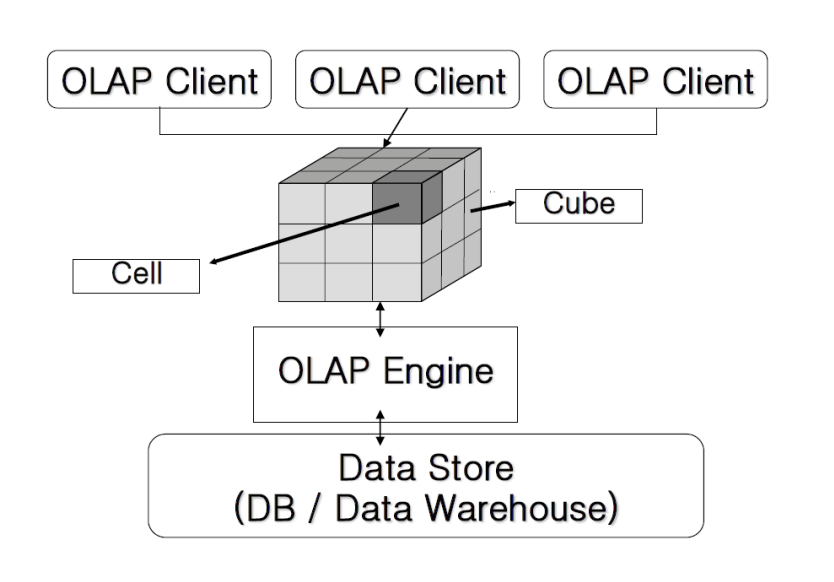 OLAP Client
OLAP Client
OLAP Client
Cube
Cell
OLAP Engine
Data Store
(DB / Data Warehouse)